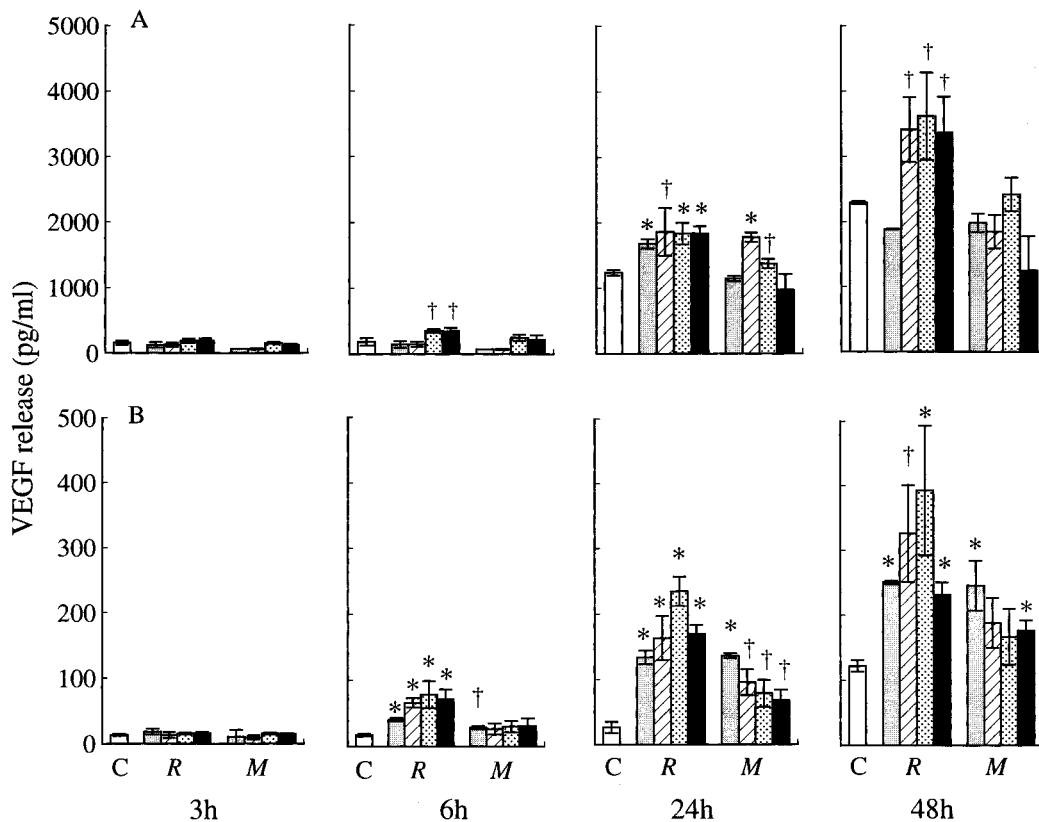 A
VEGF release (pg/ml)
5000
4000
3000
2000
1000
0
† †
* † * * * †
† † †
B
500
400
300
200
100
0
* * * * †
* * * * * † † †
* † * * * *
C R M C R M C R M C R M
3h 6h 24h 48h